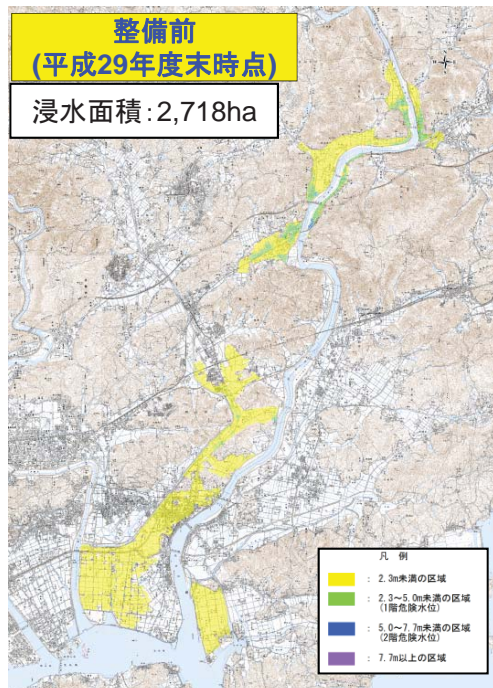 整備前
(平成29年度末時点)
浸水面積:2,718ha
凡 例
: 2.3m未満の区域
: 2.3~5.0m未満の区域
(1階危険水位)
: 5.0~7.7m未満の区域
(2階危険水位)
: 7.7m以上の区域